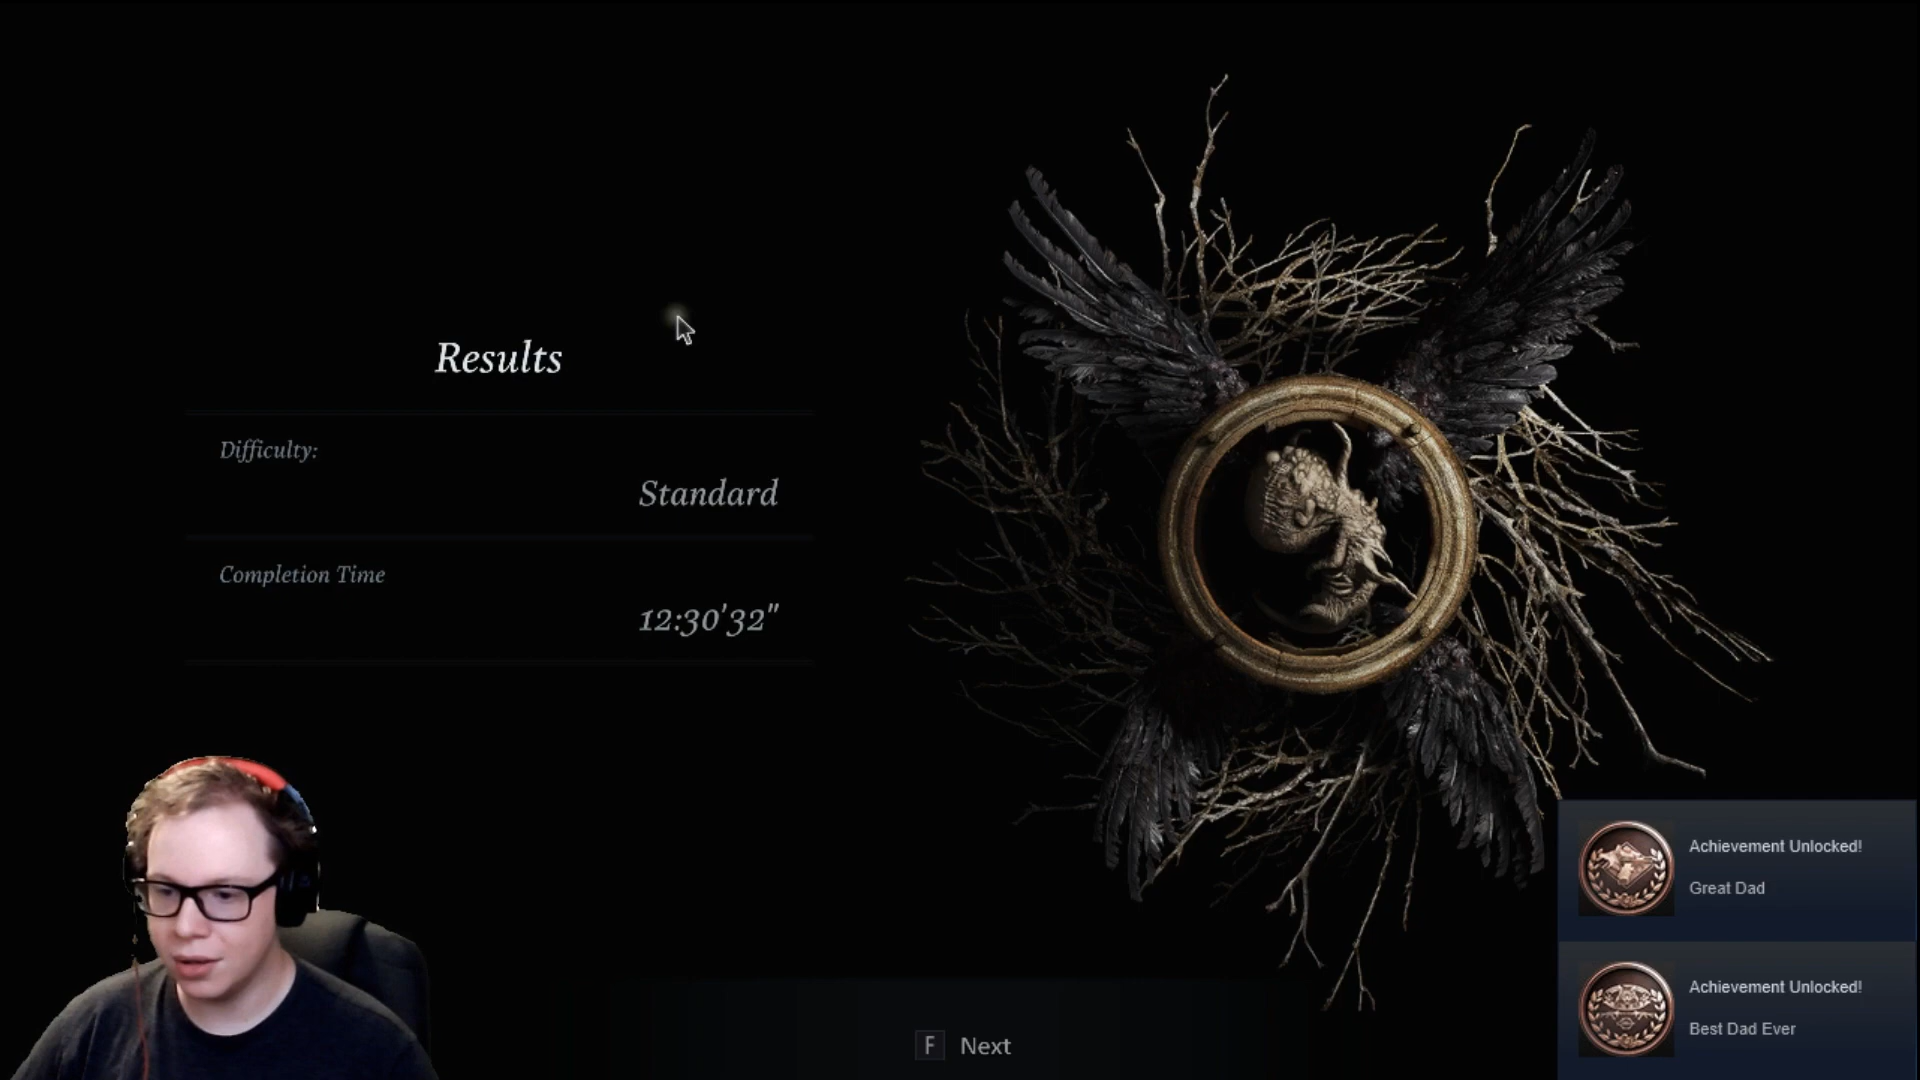 Results
Difficulty:
Standard
Completion Time
12:30'32"
Achievement Unlocked!
Great Dad
Achievement Unlocked!
Best Dad Ever
F Next